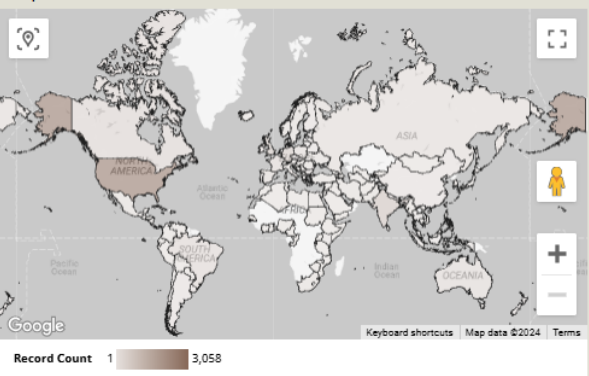 ASIA
NORTH
AMERICA
Atlantic
Ocean
AFRICA
SOUTH
AMERICA
Pacific
Ocean
Indian
Ocean
OCEANIA
Google
Keyboard shortcuts
Map data ©2024
Terms
Record Count 1 3,058